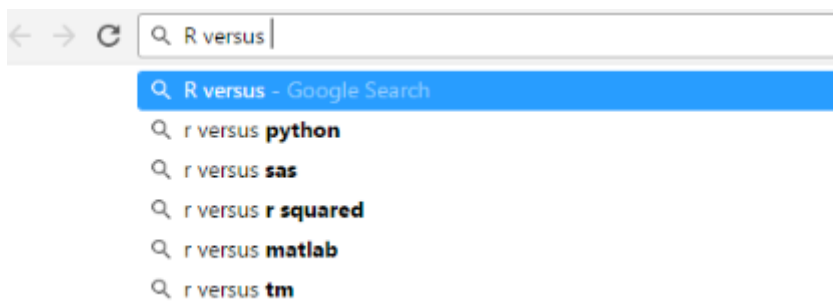 R versus
R versus - Google Search
r versus python
r versus sas
r versus r squared
r versus matlab
r versus tm